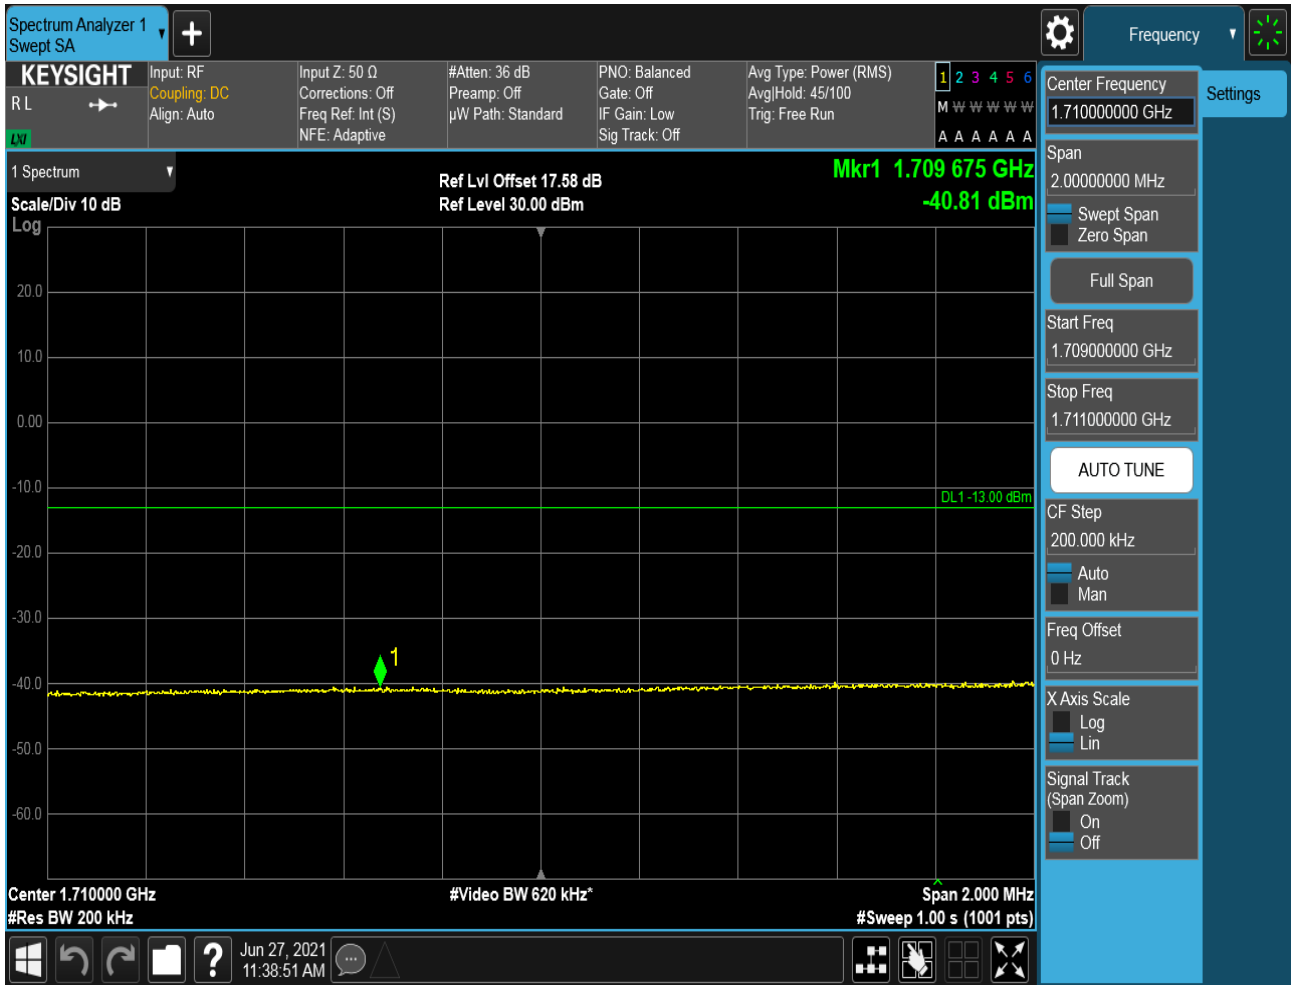 Spectrum Analyzer 1
Swept SA
Frequency
KEYSIGHT
R L
LXI
Input: RF
Coupling: DC
Align: Auto
Input Z: 50 Ω
Corrections: Off
Freq Ref: Int (S)
NFE: Adaptive
#Atten: 36 dB
Preamp: Off
µW Path: Standard
PNO: Balanced
Gate: Off
IF Gain: Low
Sig Track: Off
Avg Type: Power (RMS)
Avg|Hold: 45/100
Trig: Free Run
1 2 3 4 5 6
M W W W W W
A A A A A A
1 Spectrum
Scale/Div 10 dB
Log
Ref Lvl Offset 17.58 dB
Ref Level 30.00 dBm
Mkr1 1.709 675 GHz
-40.81 dBm
20.0
10.0
0.00
-10.0
DL1 -13.00 dBm
-20.0
-30.0
1
-40.0
-50.0
-60.0
Center 1.710000 GHz
#Res BW 200 kHz
#Video BW 620 kHz*
Span 2.000 MHz
#Sweep 1.00 s (1001 pts)
Jun 27, 2021
11:38:51 AM
Center Frequency
1.710000000 GHz
Settings
Span
2.00000000 MHz
Swept Span
Zero Span
Full Span
Start Freq
1.709000000 GHz
Stop Freq
1.711000000 GHz
AUTO TUNE
CF Step
200.000 kHz
Auto
Man
Freq Offset
0 Hz
X Axis Scale
Log
Lin
Signal Track
(Span Zoom)
On
Off